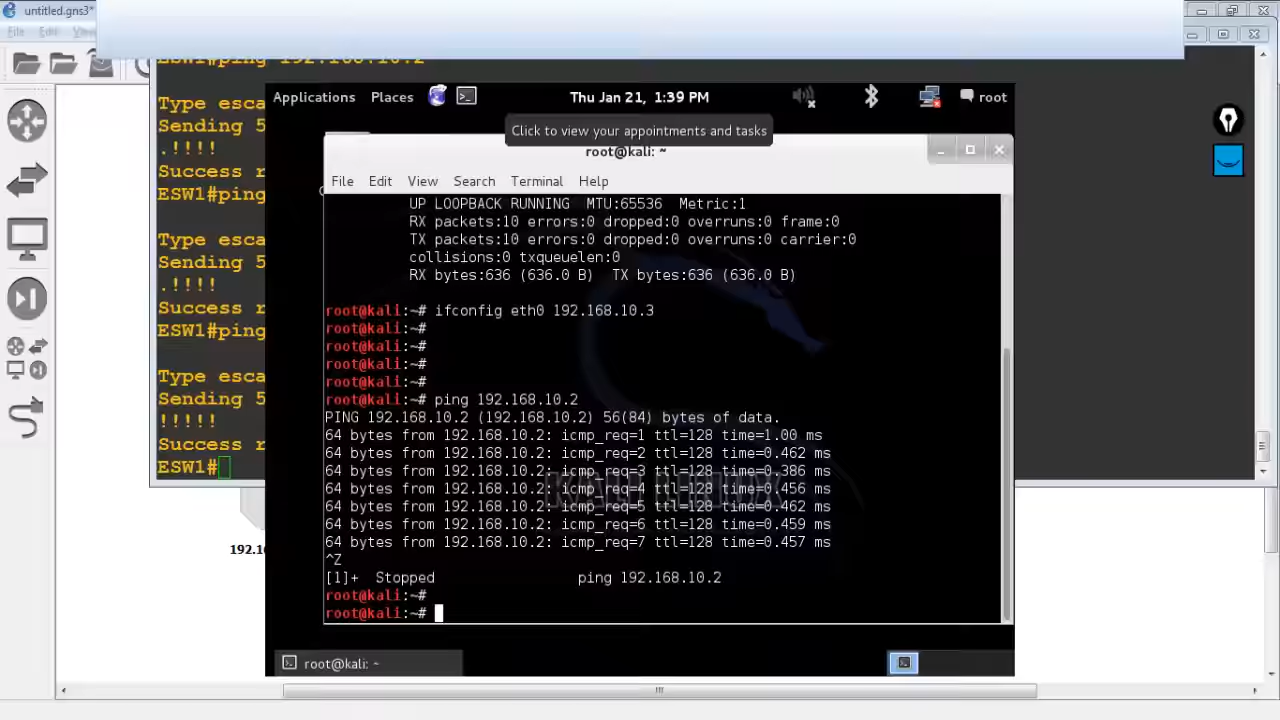 untitled.gns3*
File Edit View
ESW1#ping 192.168.10.2
Type esca
Sending 5
.!!!!
Success r
ESW1#ping
Type esca
Sending 5
.!!!!
Success r
ESW1#ping
Type esca
Sending 5
!!!!!
Success r
ESW1#
192.16
Applications Places Thu Jan 21, 1:39 PM root
Click to view your appointments and tasks
root@kali: ~
File Edit View Search Terminal Help
UP LOOPBACK RUNNING MTU:65536 Metric:1
RX packets:10 errors:0 dropped:0 overruns:0 frame:0
TX packets:10 errors:0 dropped:0 overruns:0 carrier:0
collisions:0 txqueuelen:0
RX bytes:636 (636.0 B) TX bytes:636 (636.0 B)
root@kali:~# ifconfig eth0 192.168.10.3
root@kali:~#
root@kali:~#
root@kali:~#
root@kali:~#
root@kali:~# ping 192.168.10.2
PING 192.168.10.2 (192.168.10.2) 56(84) bytes of data.
64 bytes from 192.168.10.2: icmp_req=1 ttl=128 time=1.00 ms
64 bytes from 192.168.10.2: icmp_req=2 ttl=128 time=0.462 ms
64 bytes from 192.168.10.2: icmp_req=3 ttl=128 time=0.386 ms
64 bytes from 192.168.10.2: icmp_req=4 ttl=128 time=0.456 ms
64 bytes from 192.168.10.2: icmp_req=5 ttl=128 time=0.462 ms
64 bytes from 192.168.10.2: icmp_req=6 ttl=128 time=0.459 ms
64 bytes from 192.168.10.2: icmp_req=7 ttl=128 time=0.457 ms
^Z
[1]+ Stopped ping 192.168.10.2
root@kali:~#
root@kali:~#
root@kali: ~